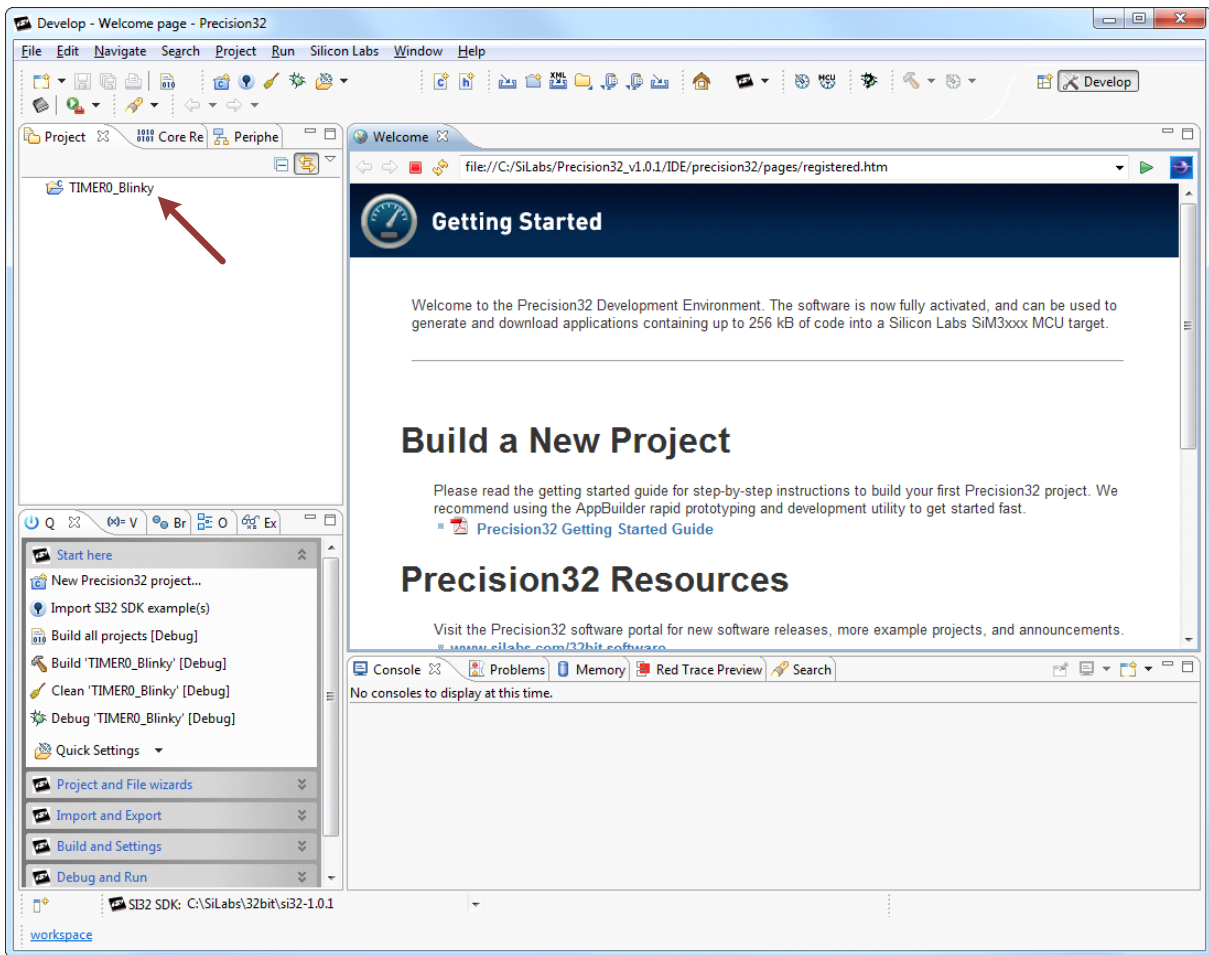 Develop - Welcome page - Precision32
File Edit Navigate Search Project Run Silicon Labs Window Help
Develop
Project Core Re Periphe
TIMER0_Blinky
Welcome
file://C:/SiLabs/Precision32_v1.0.1/IDE/precision32/pages/registered.htm
Getting Started
Welcome to the Precision32 Development Environment. The software is now fully activated, and can be used to
generate and download applications containing up to 256 kB of code into a Silicon Labs SiM3xxx MCU target.
Build a New Project
Please read the getting started guide for step-by-step instructions to build your first Precision32 project. We
recommend using the AppBuilder rapid prototyping and development utility to get started fast.
Precision32 Getting Started Guide
Precision32 Resources
Visit the Precision32 software portal for new software releases, more example projects, and announcements.
www.silabs.com/32bit software
Q (x)= V Br O Ex
Start here
New Precision32 project...
Import SI32 SDK example(s)
Build all projects [Debug]
Build 'TIMER0_Blinky' [Debug]
Clean 'TIMER0_Blinky' [Debug]
Debug 'TIMER0_Blinky' [Debug]
Quick Settings
Project and File wizards
Import and Export
Build and Settings
Debug and Run
Console Problems Memory Red Trace Preview Search
No consoles to display at this time.
SI32 SDK: C:\SiLabs\32bit\si32-1.0.1
workspace